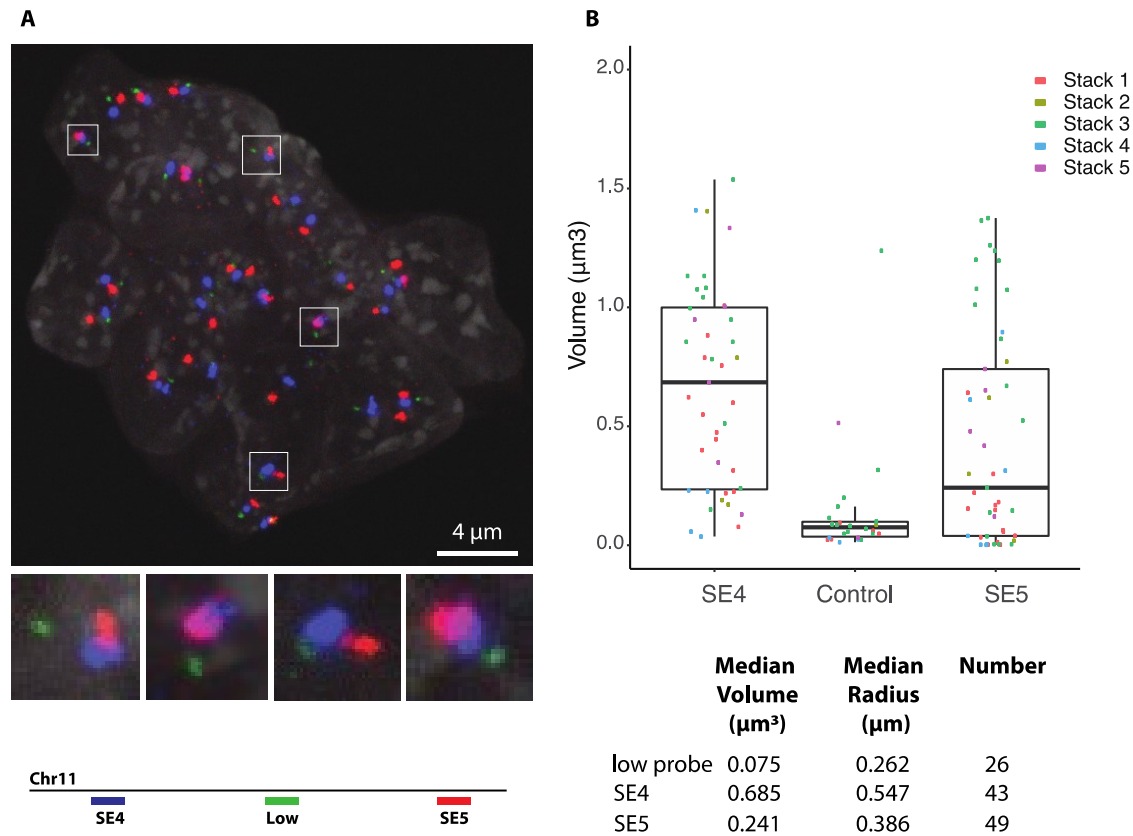 A
4 µm
Chr11
SE4 Low SE5
B
Volume (µm3)
2.0
1.5
1.0
0.5
0.0
Stack 1
Stack 2
Stack 3
Stack 4
Stack 5
SE4 Control SE5
Median Median Number
Volume Radius
(µm³) (µm)
low probe 0.075 0.262 26
SE4 0.685 0.547 43
SE5 0.241 0.386 49